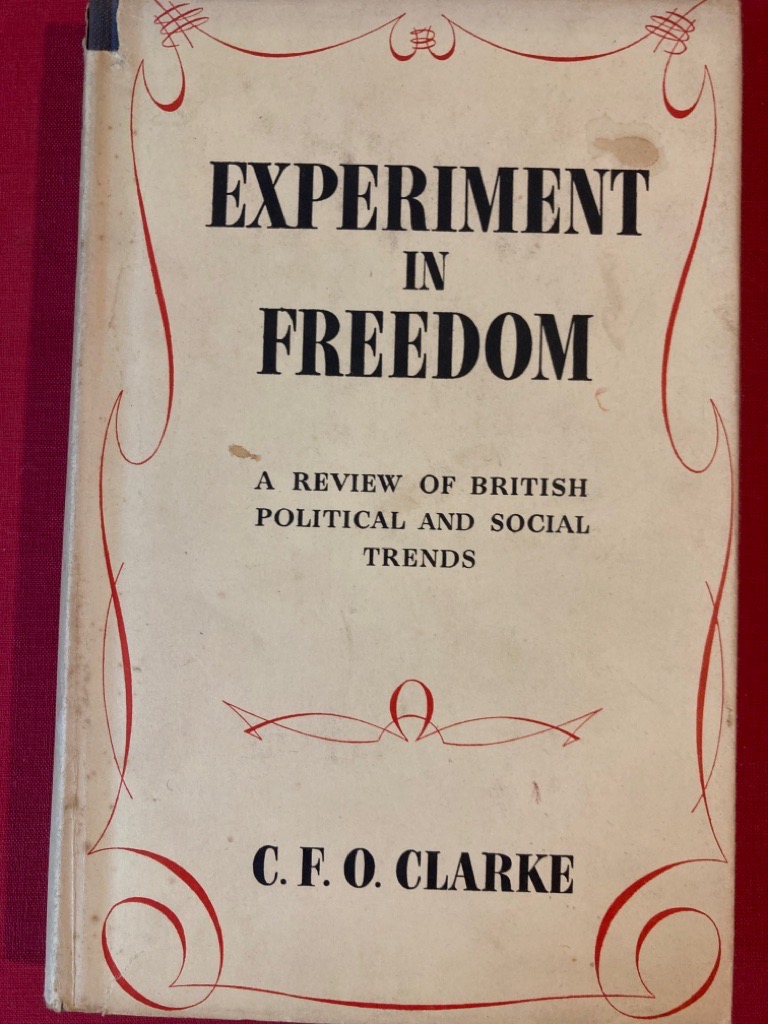 EXPERIMENT
IN
FREEDOM
A REVIEW OF BRITISH
POLITICAL AND SOCIAL
TRENDS
C. F. O. CLARKE